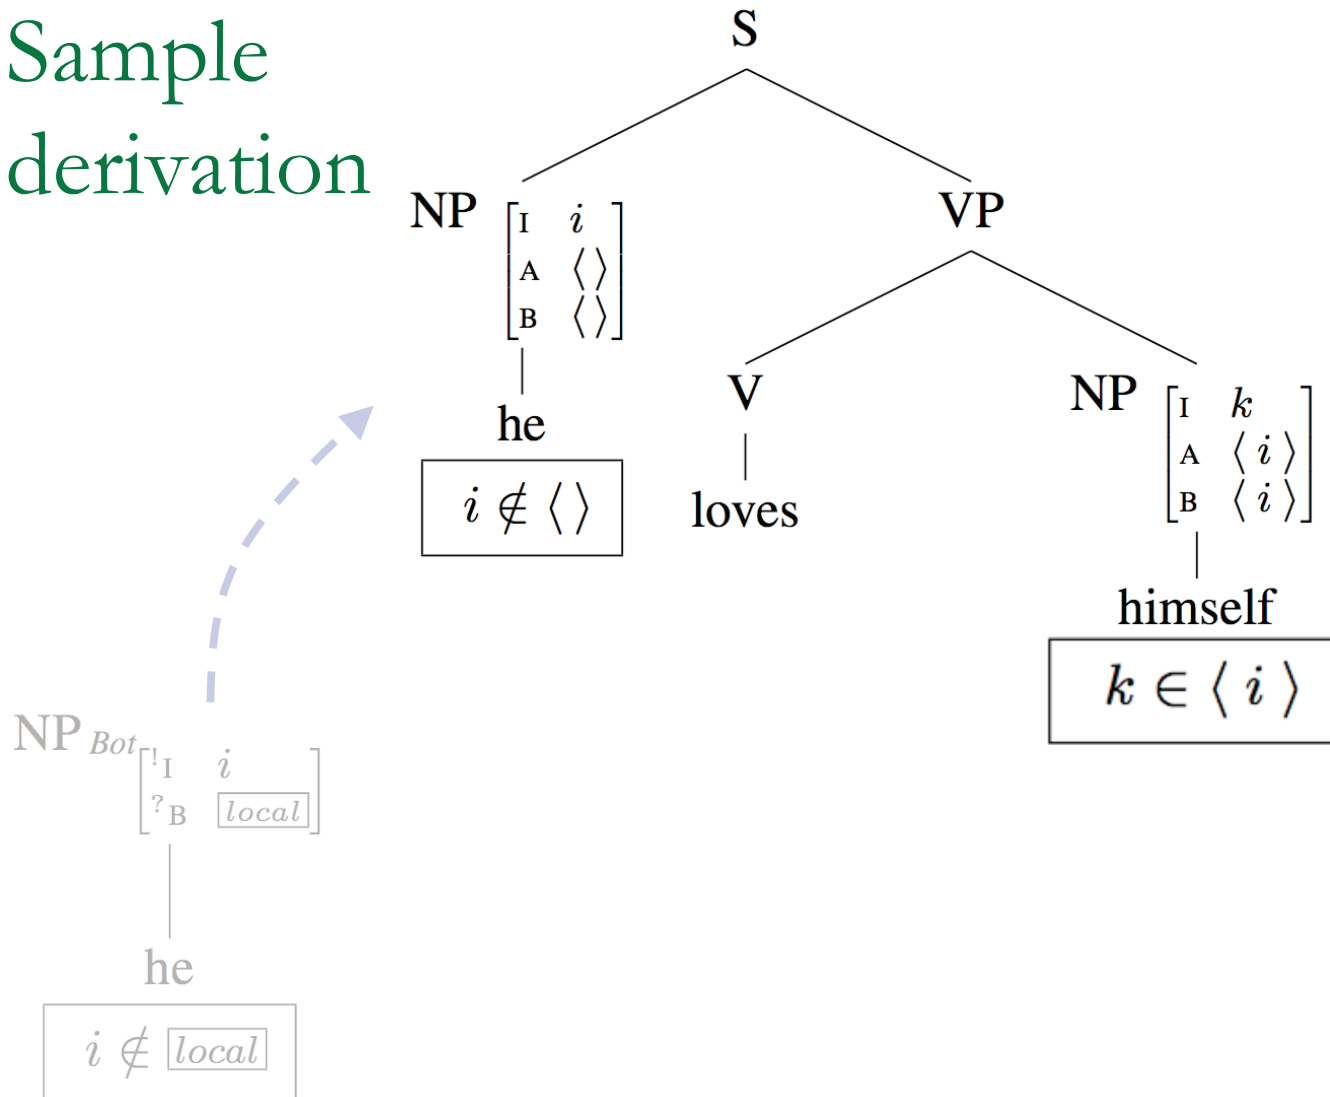 Sample
derivation
S
NP
I i
A ⟨ ⟩
B ⟨ ⟩
VP
he
i ∉ ⟨ ⟩
V
loves
NP
I k
A ⟨ i ⟩
B ⟨ i ⟩
himself
k ∈ ⟨ i ⟩
NP Bot
!I i
?B local
he
i ∉ local